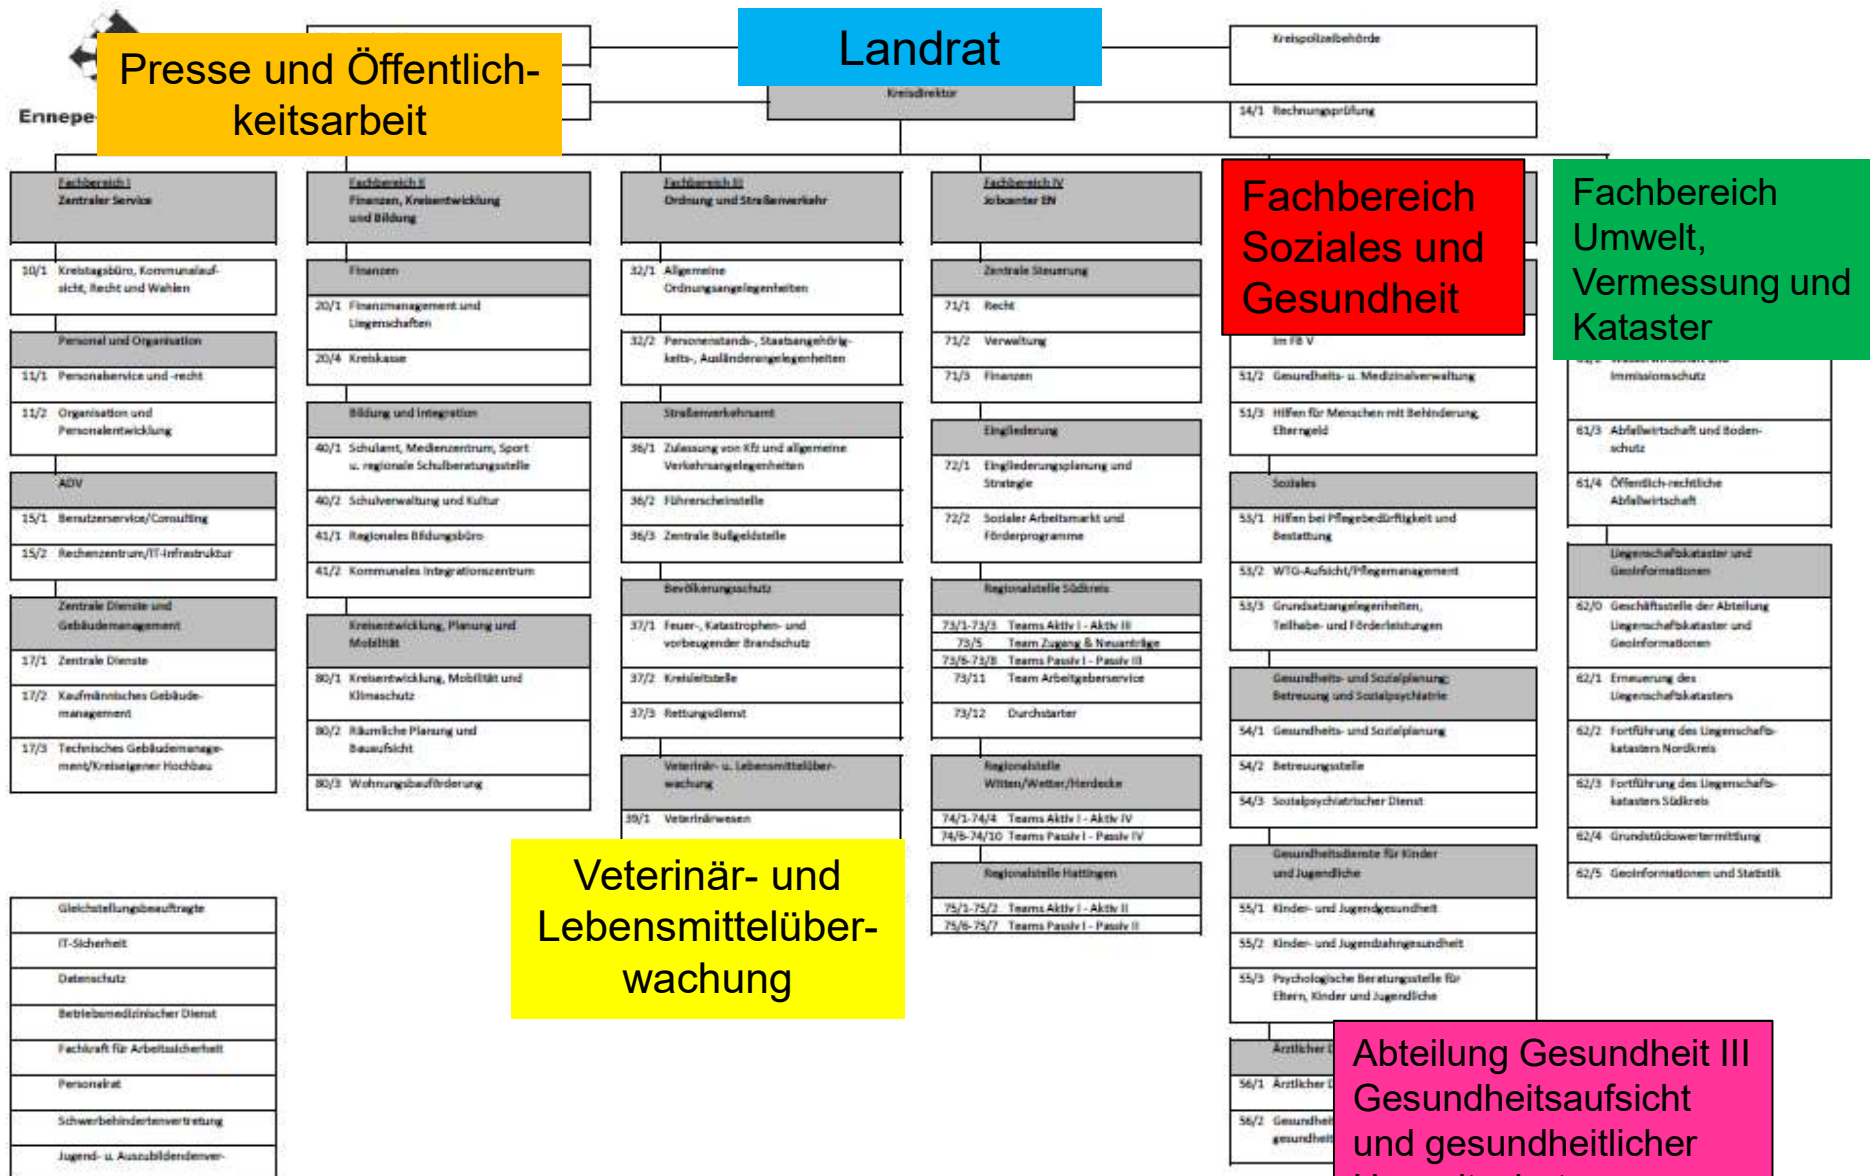 Presse und Öffentlich-
keitsarbeit
Landrat
Kreispolizeibehörde
Ennepe-
Kreisdirektor
14/1 Rechnungsprüfung
Fachbereich I
Zentraler Service
10/1 Kreistagsbüro, Kommunalauf-
sicht, Recht und Wahlen
Personal und Organisation
11/1 Personalservice und -recht
11/2 Organisation und
Personalentwicklung
ADV
15/1 Benutzerservice/Consulting
15/2 Rechenzentrum/IT-Infrastruktur
Zentrale Dienste und
Gebäudemanagement
17/1 Zentrale Dienste
17/2 Kaufmännisches Gebäude-
management
17/3 Technisches Gebäudemanage-
ment/Kreiseigener Hochbau
Gleichstellungsbeauftragte
IT-Sicherheit
Datenschutz
Betriebsmedizinischer Dienst
Fachkraft für Arbeitssicherheit
Personalrat
Schwerbehindertenvertretung
Jugend- u. Auszubildendenver-
Fachbereich II
Finanzen, Kreisentwicklung
und Bildung
Finanzen
20/1 Finanzmanagement und
Liegenschaften
20/4 Kreiskasse
Bildung und Integration
40/1 Schulamt, Medienzentrum, Sport
u. regionale Schulberatungsstelle
40/2 Schulverwaltung und Kultur
41/1 Regionales Bildungsbüro
41/2 Kommunales Integrationszentrum
Kreisentwicklung, Planung und
Mobilität
80/1 Kreisentwicklung, Mobilität und
Klimaschutz
80/2 Räumliche Planung und
Bauaufsicht
80/3 Wohnungsbauförderung
Fachbereich III
Ordnung und Straßenverkehr
32/1 Allgemeine
Ordnungsangelegenheiten
32/2 Personenstands-, Staatsangehörig-
keits-, Ausländerangelegenheiten
Straßenverkehrsamt
36/1 Zulassung von Kfz und allgemeine
Verkehrsangelegenheiten
36/2 Führerscheinstelle
36/3 Zentrale Bußgeldstelle
Bevölkerungsschutz
37/1 Feuer-, Katastrophen- und
vorbeugender Brandschutz
37/2 Kreisleitstelle
37/3 Rettungsdienst
Veterinär- u. Lebensmittelüber-
wachung
39/1 Veterinärwesen
Veterinär- und
Lebensmittelüber-
wachung
Fachbereich IV
Jobcenter EN
Zentrale Steuerung
71/1 Recht
71/2 Verwaltung
71/3 Finanzen
Eingliederung
72/1 Eingliederungsplanung und
Strategie
72/2 Sozialer Arbeitsmarkt und
Förderprogramme
Regionalstelle Südkreis
73/1-73/3 Teams Aktiv I - Aktiv III
73/5 Team Zugang & Neuanträge
73/6-73/8 Teams Passiv I - Passiv III
73/11 Team Arbeitgeberservice
73/12 Durchstarter
Regionalstelle
Witten/Wetter/Herdecke
74/1-74/4 Teams Aktiv I - Aktiv IV
74/6-74/10 Teams Passiv I - Passiv IV
Regionalstelle Hattingen
75/1-75/2 Teams Aktiv I - Aktiv II
75/6-75/7 Teams Passiv I - Passiv II
Fachbereich
Soziales und
Gesundheit
im FB V
51/2 Gesundheits- u. Medizinalverwaltung
51/3 Hilfen für Menschen mit Behinderung,
Elterngeld
Soziales
53/1 Hilfen bei Pflegebedürftigkeit und
Bestattung
53/2 WTG-Aufsicht/Pflegemanagement
53/3 Grundsatzangelegenheiten,
Teilhabe- und Förderleistungen
Gesundheits- und Sozialplanung;
Betreuung und Sozialpsychiatrie
54/1 Gesundheits- und Sozialplanung
54/2 Betreuungsstelle
54/3 Sozialpsychiatrischer Dienst
Gesundheitsdienste für Kinder
und Jugendliche
55/1 Kinder- und Jugendgesundheit
55/2 Kinder- und Jugendzahngesundheit
55/3 Psychologische Beratungsstelle für
Eltern, Kinder und Jugendliche
Ärztlicher
56/1 Ärztlicher
56/2 Gesundheit
gesundheit
Abteilung Gesundheit III
Gesundheitsaufsicht
und gesundheitlicher
Fachbereich
Umwelt,
Vermessung und
Kataster
Immissionsschutz
61/3 Abfallwirtschaft und Boden-
schutz
61/4 Öffentlich-rechtliche
Abfallwirtschaft
Liegenschaftskataster und
Geoinformationen
62/0 Geschäftsstelle der Abteilung
Liegenschaftskataster und
Geoinformationen
62/1 Erneuerung des
Liegenschaftskatasters
62/2 Fortführung des Liegenschafts-
katasters Nordkreis
62/3 Fortführung des Liegenschafts-
katasters Südkreis
62/4 Grundstückswertermittlung
62/5 Geoinformationen und Statistik